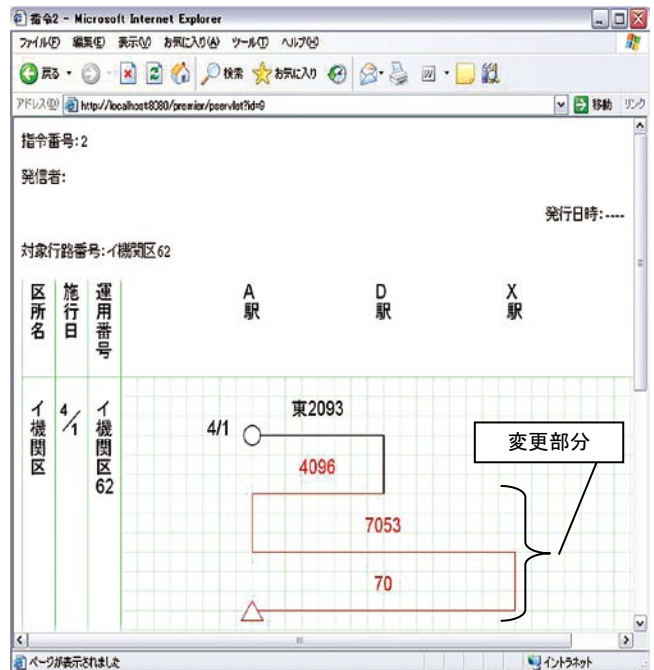 指令2 - Microsoft Internet Explorer
ファイル(F) 編集(E) 表示(V) お気に入り(A) ツール(T) ヘルプ(H)
戻る 検索 お気に入り
アドレス(D) http://localhost8080/premier/pservlet?id=9 移動 リンク
指令番号:2
発信者:
発行日時:----
対象行路番号:イ機関区62
区所名 施行日 運用番号 A駅 D駅 X駅
イ機関区 4/1 イ機関区62
東2093
4/1
4096
変更部分
7053
70
ページが表示されました イントラネット